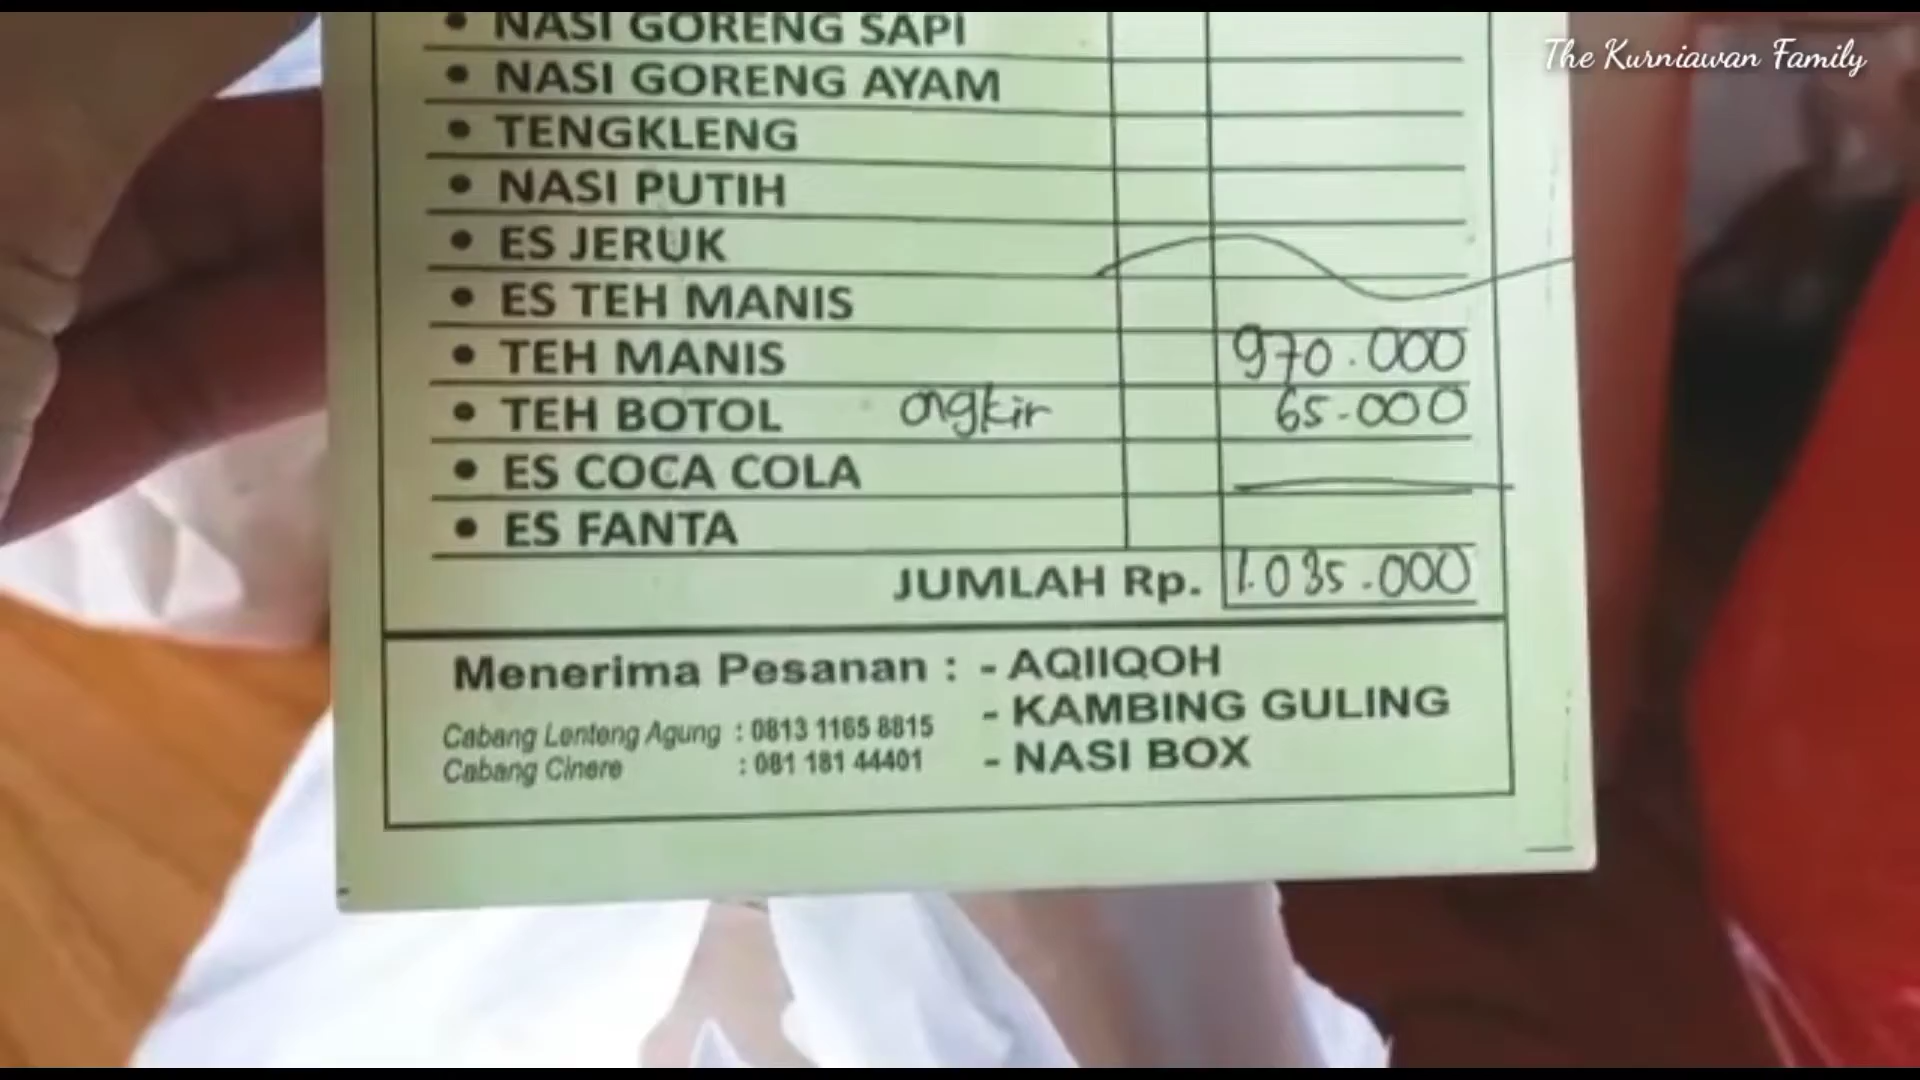 The Kurniawan Family
• NASI GORENG SAPI
• NASI GORENG AYAM
• TENGKLENG
• NASI PUTIH
• ES JERUK
• ES TEH MANIS
• TEH MANIS 970.000
• TEH BOTOL ongkir 65-000
• ES COCA COLA
• ES FANTA
JUMLAH Rp. 1.035-000
Menerima Pesanan : - AQIIQOH
- KAMBING GULING
Cabang Lenteng Agung : 0813 1165 8815
Cabang Cinere : 081 181 44401
- NASI BOX